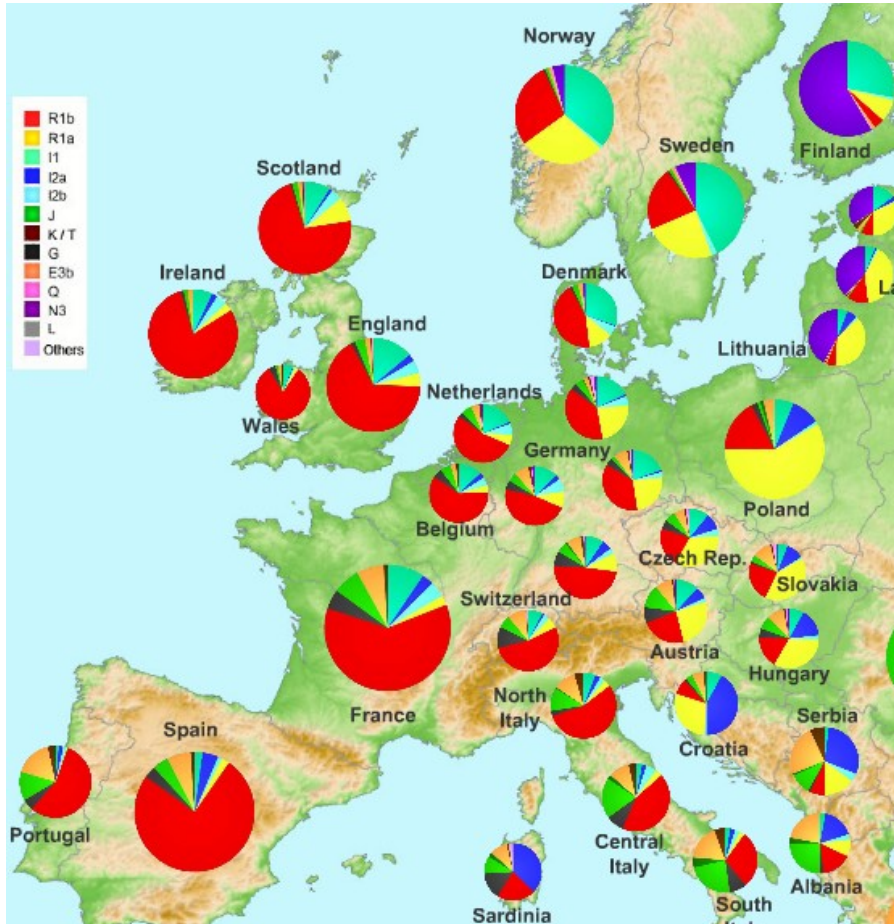 Norway
Sweden
Finland
R1b
R1a
I1
I2a
I2b
J
K / T
G
E3b
Q
N3
L
Others
Scotland
Ireland
England
Wales
Denmark
La
Lithuania
Netherlands
Germany
Poland
Belgium
Czech Rep.
Slovakia
Switzerland
Austria
Hungary
France
North
Italy
Croatia
Serbia
Spain
Portugal
Central
Italy
Albania
Sardinia
South